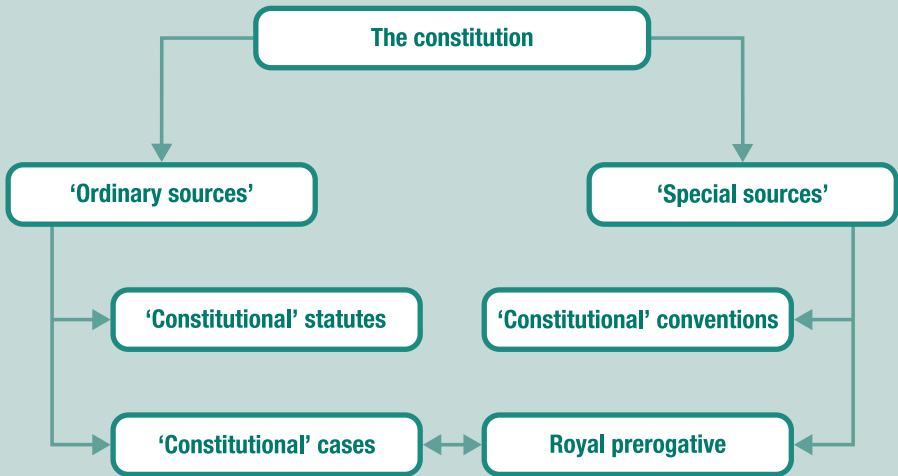 The constitution
‘Ordinary sources’
‘Special sources’
‘Constitutional’ statutes
‘Constitutional’ conventions
‘Constitutional’ cases
Royal prerogative